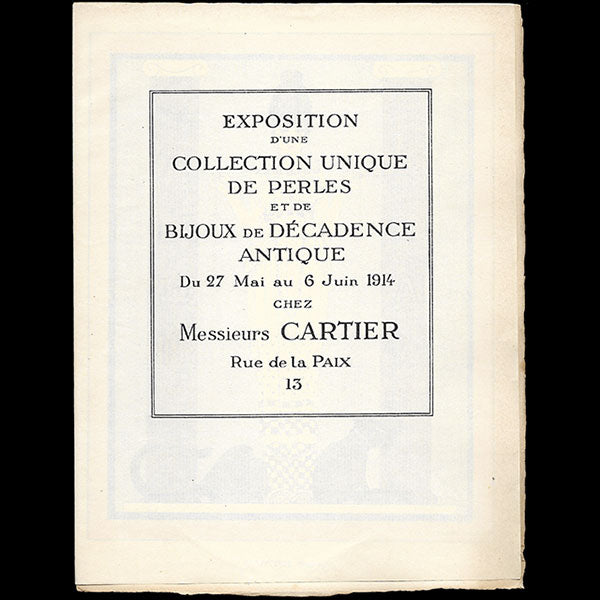 EXPOSITION
D'UNE
COLLECTION UNIQUE
DE PERLES
ET DE
BIJOUX DE DÉCADENCE
ANTIQUE
Du 27 Mai au 6 Juin 1914
CHEZ
Messieurs CARTIER
Rue de la PAIX
13